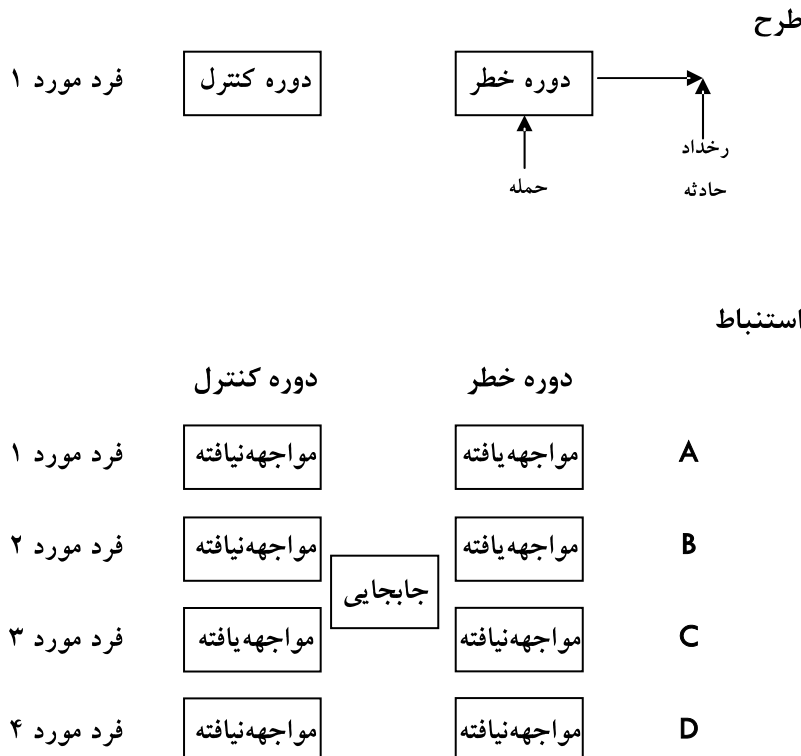 طرح
فرد مورد ۱ دوره کنترل دوره خطر
رخداد
حمله حادثه
استنباط
دوره کنترل دوره خطر
فرد مورد ۱ مواجهه‌نیافته مواجهه‌یافته A
فرد مورد ۲ مواجهه‌نیافته مواجهه‌یافته B
جابجایی
فرد مورد ۳ مواجهه‌یافته مواجهه‌نیافته C
فرد مورد ۴ مواجهه‌نیافته مواجهه‌نیافته D